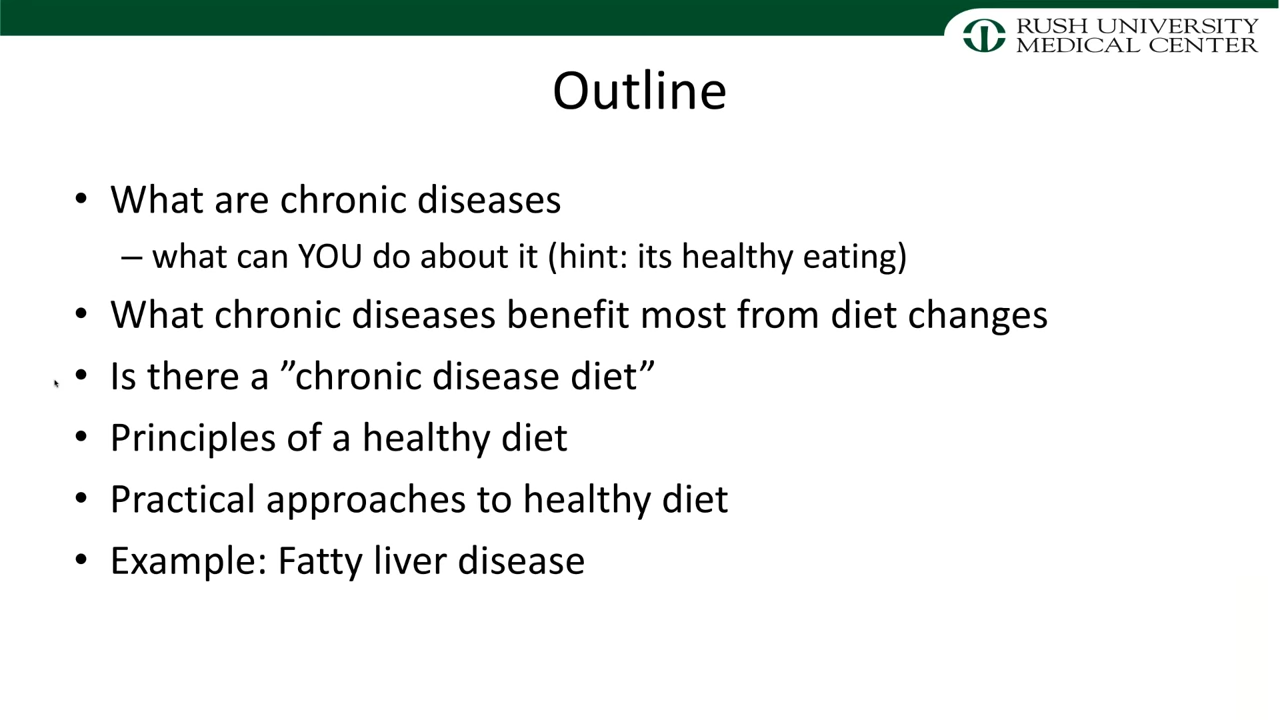 RUSH UNIVERSITY
MEDICAL CENTER
Outline
• What are chronic diseases
– what can YOU do about it (hint: its healthy eating)
• What chronic diseases benefit most from diet changes
• Is there a ”chronic disease diet”
• Principles of a healthy diet
• Practical approaches to healthy diet
• Example: Fatty liver disease